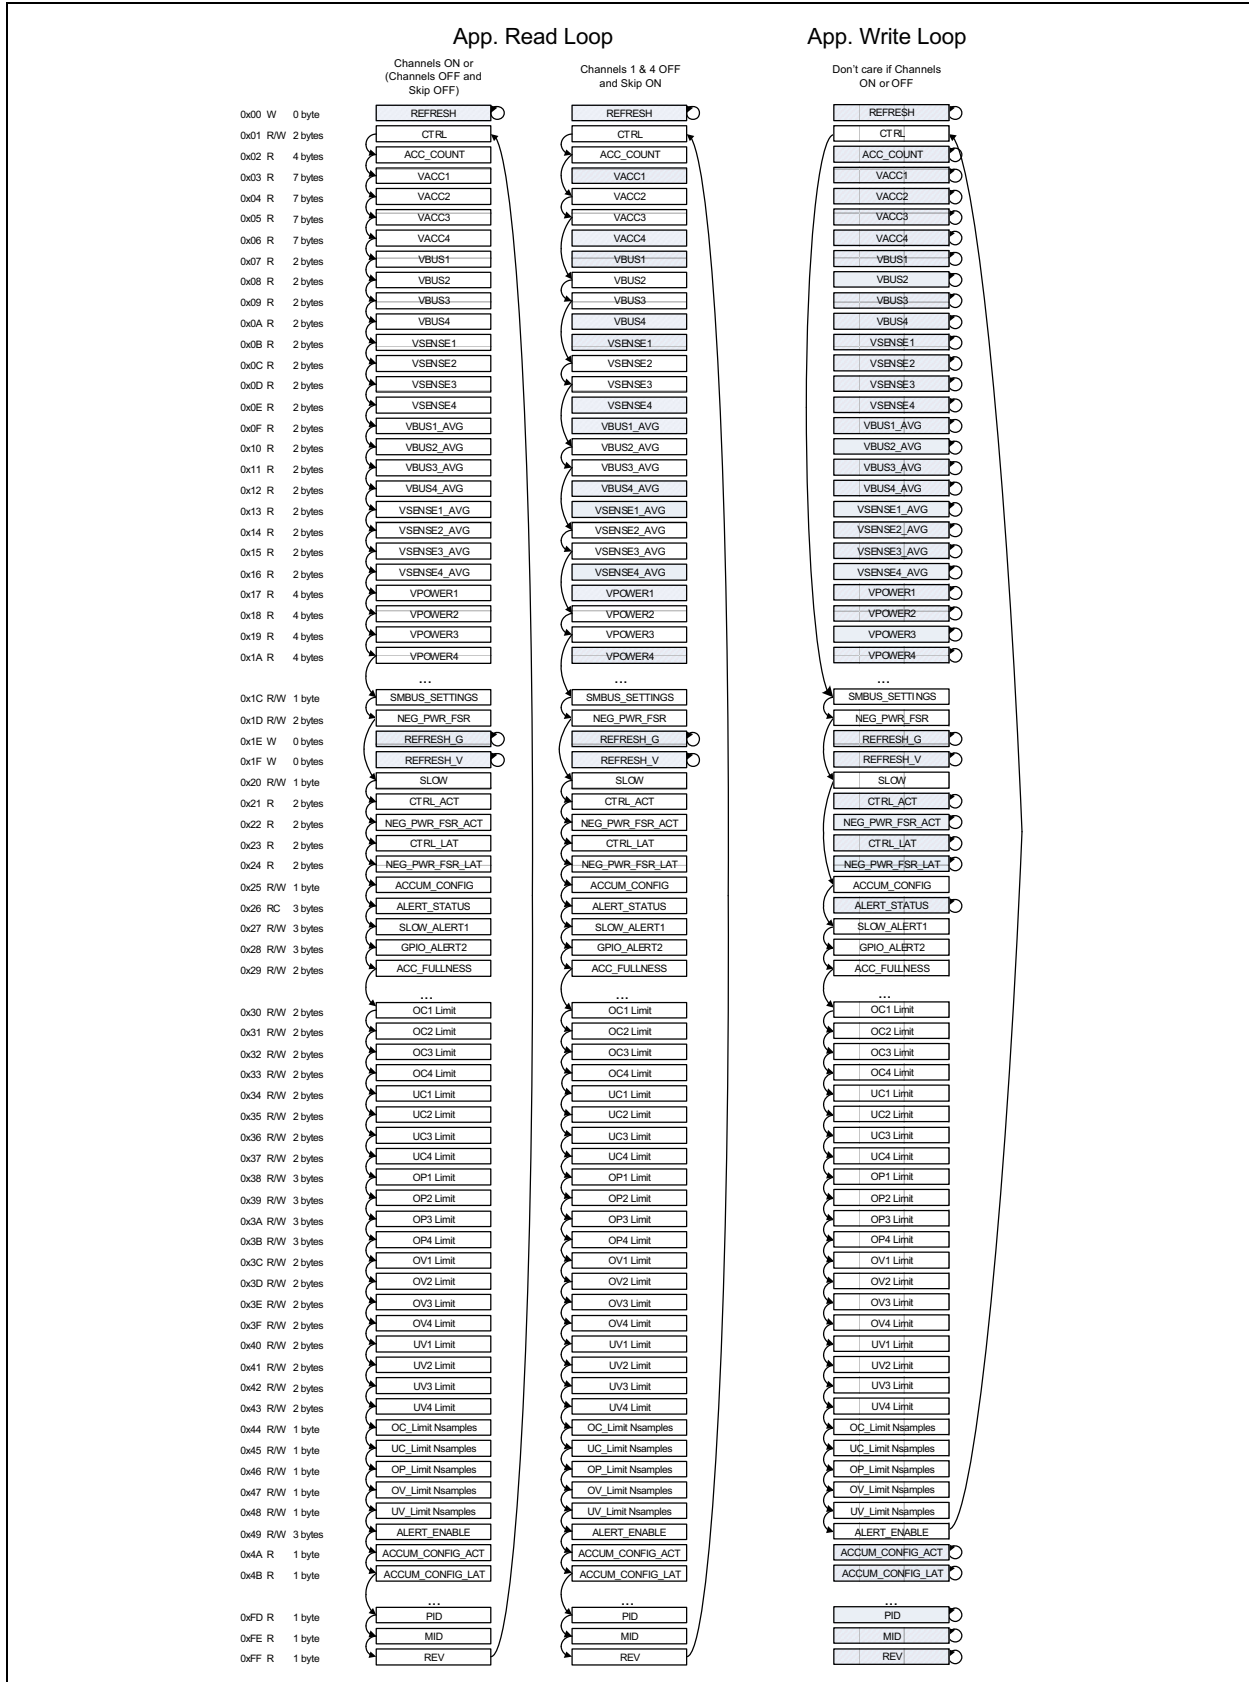 App. Read Loop App. Write Loop
Channels ON or
(Channels OFF and
Skip OFF)
Channels 1 & 4 OFF
and Skip ON
Don't care if Channels
ON or OFF
0x00 W 0 byte REFRESH REFRESH REFRESH
0x01 R/W 2 bytes CTRL CTRL CTRL
0x02 R 4 bytes ACC_COUNT ACC_COUNT ACC_COUNT
0x03 R 7 bytes VACC1 VACC1 VACC1
0x04 R 7 bytes VACC2 VACC2 VACC2
0x05 R 7 bytes VACC3 VACC3 VACC3
0x06 R 7 bytes VACC4 VACC4 VACC4
0x07 R 2 bytes VBUS1 VBUS1 VBUS1
0x08 R 2 bytes VBUS2 VBUS2 VBUS2
0x09 R 2 bytes VBUS3 VBUS3 VBUS3
0x0A R 2 bytes VBUS4 VBUS4 VBUS4
0x0B R 2 bytes VSENSE1 VSENSE1 VSENSE1
0x0C R 2 bytes VSENSE2 VSENSE2 VSENSE2
0x0D R 2 bytes VSENSE3 VSENSE3 VSENSE3
0x0E R 2 bytes VSENSE4 VSENSE4 VSENSE4
0x0F R 2 bytes VBUS1_AVG VBUS1_AVG VBUS1_AVG
0x10 R 2 bytes VBUS2_AVG VBUS2_AVG VBUS2_AVG
0x11 R 2 bytes VBUS3_AVG VBUS3_AVG VBUS3_AVG
0x12 R 2 bytes VBUS4_AVG VBUS4_AVG VBUS4_AVG
0x13 R 2 bytes VSENSE1_AVG VSENSE1_AVG VSENSE1_AVG
0x14 R 2 bytes VSENSE2_AVG VSENSE2_AVG VSENSE2_AVG
0x15 R 2 bytes VSENSE3_AVG VSENSE3_AVG VSENSE3_AVG
0x16 R 2 bytes VSENSE4_AVG VSENSE4_AVG VSENSE4_AVG
0x17 R 4 bytes VPOWER1 VPOWER1 VPOWER1
0x18 R 4 bytes VPOWER2 VPOWER2 VPOWER2
0x19 R 4 bytes VPOWER3 VPOWER3 VPOWER3
0x1A R 4 bytes VPOWER4 VPOWER4 VPOWER4
... ... ...
0x1C R/W 1 byte SMBUS_SETTINGS SMBUS_SETTINGS SMBUS_SETTINGS
0x1D R/W 2 bytes NEG_PWR_FSR NEG_PWR_FSR NEG_PWR_FSR
0x1E W 0 bytes REFRESH_G REFRESH_G REFRESH_G
0x1F W 0 bytes REFRESH_V REFRESH_V REFRESH_V
0x20 R/W 1 byte SLOW SLOW SLOW
0x21 R 2 bytes CTRL_ACT CTRL_ACT CTRL_ACT
0x22 R 2 bytes NEG_PWR_FSR_ACT NEG_PWR_FSR_ACT NEG_PWR_FSR_ACT
0x23 R 2 bytes CTRL_LAT CTRL_LAT CTRL_LAT
0x24 R 2 bytes NEG_PWR_FSR_LAT NEG_PWR_FSR_LAT NEG_PWR_FSR_LAT
0x25 R/W 1 byte ACCUM_CONFIG ACCUM_CONFIG ACCUM_CONFIG
0x26 RC 3 bytes ALERT_STATUS ALERT_STATUS ALERT_STATUS
0x27 R/W 3 bytes SLOW_ALERT1 SLOW_ALERT1 SLOW_ALERT1
0x28 R/W 3 bytes GPIO_ALERT2 GPIO_ALERT2 GPIO_ALERT2
0x29 R/W 2 bytes ACC_FULLNESS ACC_FULLNESS ACC_FULLNESS
... ... ...
0x30 R/W 2 bytes OC1 Limit OC1 Limit OC1 Limit
0x31 R/W 2 bytes OC2 Limit OC2 Limit OC2 Limit
0x32 R/W 2 bytes OC3 Limit OC3 Limit OC3 Limit
0x33 R/W 2 bytes OC4 Limit OC4 Limit OC4 Limit
0x34 R/W 2 bytes UC1 Limit UC1 Limit UC1 Limit
0x35 R/W 2 bytes UC2 Limit UC2 Limit UC2 Limit
0x36 R/W 2 bytes UC3 Limit UC3 Limit UC3 Limit
0x37 R/W 2 bytes UC4 Limit UC4 Limit UC4 Limit
0x38 R/W 3 bytes OP1 Limit OP1 Limit OP1 Limit
0x39 R/W 3 bytes OP2 Limit OP2 Limit OP2 Limit
0x3A R/W 3 bytes OP3 Limit OP3 Limit OP3 Limit
0x3B R/W 3 bytes OP4 Limit OP4 Limit OP4 Limit
0x3C R/W 2 bytes OV1 Limit OV1 Limit OV1 Limit
0x3D R/W 2 bytes OV2 Limit OV2 Limit OV2 Limit
0x3E R/W 2 bytes OV3 Limit OV3 Limit OV3 Limit
0x3F R/W 2 bytes OV4 Limit OV4 Limit OV4 Limit
0x40 R/W 2 bytes UV1 Limit UV1 Limit UV1 Limit
0x41 R/W 2 bytes UV2 Limit UV2 Limit UV2 Limit
0x42 R/W 2 bytes UV3 Limit UV3 Limit UV3 Limit
0x43 R/W 2 bytes UV4 Limit UV4 Limit UV4 Limit
0x44 R/W 1 byte OC_Limit Nsamples OC_Limit Nsamples OC_Limit Nsamples
0x45 R/W 1 byte UC_Limit Nsamples UC_Limit Nsamples UC_Limit Nsamples
0x46 R/W 1 byte OP_Limit Nsamples OP_Limit Nsamples OP_Limit Nsamples
0x47 R/W 1 byte OV_Limit Nsamples OV_Limit Nsamples OV_Limit Nsamples
0x48 R/W 1 byte UV_Limit Nsamples UV_Limit Nsamples UV_Limit Nsamples
0x49 R/W 3 bytes ALERT_ENABLE ALERT_ENABLE ALERT_ENABLE
0x4A R 1 byte ACCUM_CONFIG_ACT ACCUM_CONFIG_ACT ACCUM_CONFIG_ACT
0x4B R 1 byte ACCUM_CONFIG_LAT ACCUM_CONFIG_LAT ACCUM_CONFIG_LAT
... ... ...
0xFD R 1 byte PID PID PID
0xFE R 1 byte MID MID MID
0xFF R 1 byte REV REV REV